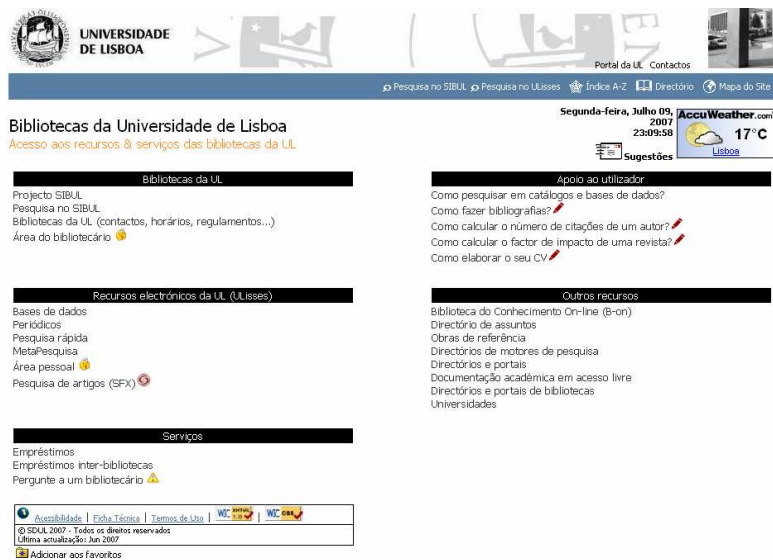 UNIVERSIDADE
DE LISBOA
Portal da UL Contactos
Pesquisa no SIBUL Pesquisa no ULisses Índice A-Z Directório Mapa do Site
Bibliotecas da Universidade de Lisboa
Acesso aos recursos & serviços das bibliotecas da UL
Segunda-feira, Julho 09,
2007
23:09:58
Sugestões
AccuWeather.com
17°C
Lisboa
Bibliotecas da UL
Projecto SIBUL
Pesquisa no SIBUL
Bibliotecas da UL (contactos, horários, regulamentos...)
Área do bibliotecário
Apoio ao utilizador
Como pesquisar em catálogos e bases de dados?
Como fazer bibliografias?
Como calcular o número de citações de um autor?
Como calcular o factor de impacto de uma revista?
Como elaborar o seu CV
Recursos electrónicos da UL (ULisses)
Bases de dados
Periódicos
Pesquisa rápida
MetaPesquisa
Área pessoal
Pesquisa de artigos (SFX)
Outros recursos
Biblioteca do Conhecimento On-line (B-on)
Directório de assuntos
Obras de referência
Directórios de motores de pesquisa
Directórios e portais
Documentação académica em acesso livre
Directórios e portais de bibliotecas
Universidades
Serviços
Empréstimos
Empréstimos inter-bibliotecas
Pergunte a um bibliotecário
Acessibilidade | Ficha Técnica | Termos de Uso | W3C XHTML 1.0 | W3C CSS
© SDUL 2007 - Todos os direitos reservados
Última actualização: Jun 2007
Adicionar aos favoritos